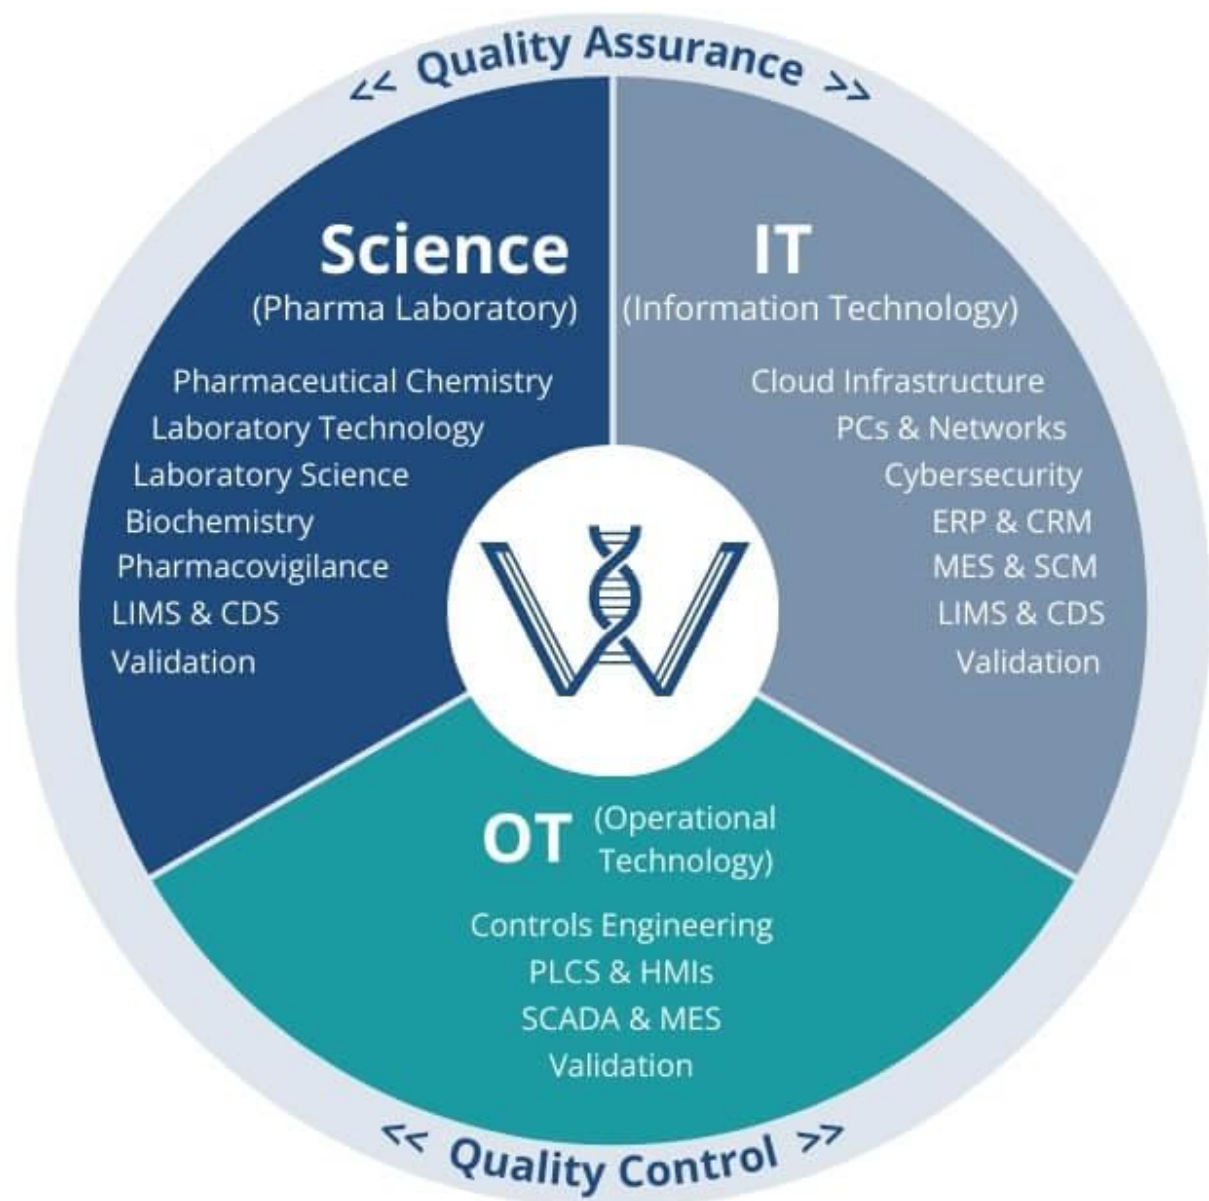 << Quality Assurance >>
Science
(Pharma Laboratory)
Pharmaceutical Chemistry
Laboratory Technology
Laboratory Science
Biochemistry
Pharmacovigilance
LIMS & CDS
Validation
IT
(Information Technology)
Cloud Infrastructure
PCs & Networks
Cybersecurity
ERP & CRM
MES & SCM
LIMS & CDS
Validation
W
OT (Operational
Technology)
Controls Engineering
PLCS & HMIs
SCADA & MES
Validation
<< Quality Control >>